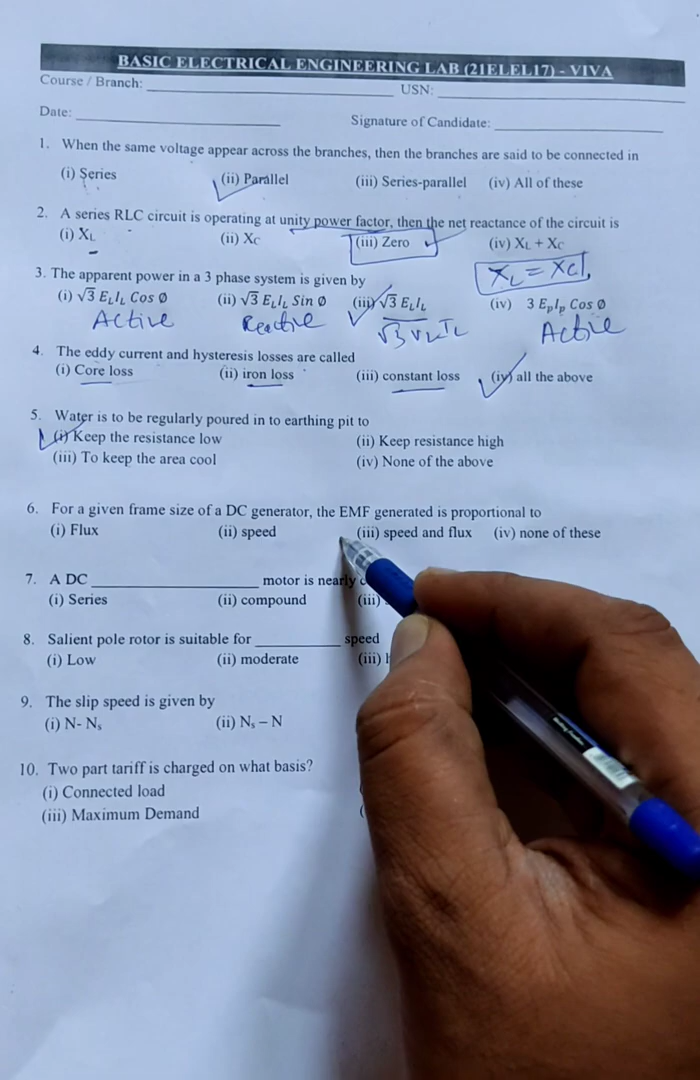 BASIC ELECTRICAL ENGINEERING LAB (21ELEL17) - VIVA
Course / Branch: USN:
Date: Signature of Candidate:
1. When the same voltage appear across the branches, then the branches are said to be connected in
(i) Series (ii) Parallel (iii) Series-parallel (iv) All of these
2. A series RLC circuit is operating at unity power factor, then the net reactance of the circuit is
(i) XL (ii) XC (iii) Zero (iv) XL + XC
XL = XC
3. The apparent power in a 3 phase system is given by
(i) √3 ELIL Cos Ø (ii) √3 ELIL Sin Ø (iii) √3 ELIL (iv) 3 EpIp Cos Ø
Active Reactive √3 VLIL Active
4. The eddy current and hysteresis losses are called
(i) Core loss (ii) iron loss (iii) constant loss (iv) all the above
5. Water is to be regularly poured in to earthing pit to
(i) Keep the resistance low (ii) Keep resistance high
(iii) To keep the area cool (iv) None of the above
6. For a given frame size of a DC generator, the EMF generated is proportional to
(i) Flux (ii) speed (iii) speed and flux (iv) none of these
7. A DC ____________ motor is nearly
(i) Series (ii) compound (iii)
8. Salient pole rotor is suitable for ________ speed
(i) Low (ii) moderate (iii)
9. The slip speed is given by
(i) N- Ns (ii) Ns – N
10. Two part tariff is charged on what basis?
(i) Connected load
(iii) Maximum Demand